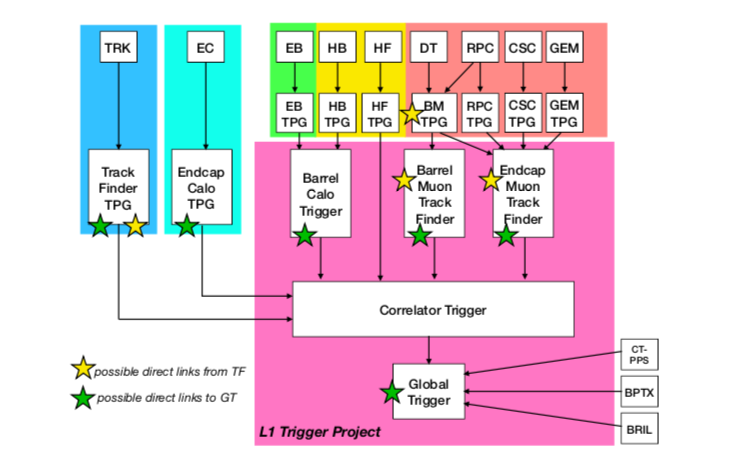 TRK
EC
EB
HB
HF
DT
RPC
CSC
GEM
EB
TPG
HB
TPG
HF
TPG
BM
TPG
RPC
TPG
CSC
TPG
GEM
TPG
Track
Finder
TPG
Endcap
Calo
TPG
Barrel
Calo
Trigger
Barrel
Muon
Track
Finder
Endcap
Muon
Track
Finder
Correlator Trigger
CT-
PPS
possible direct links from TF
Global
Trigger
BPTX
possible direct links to GT
BRIL
L1 Trigger Project